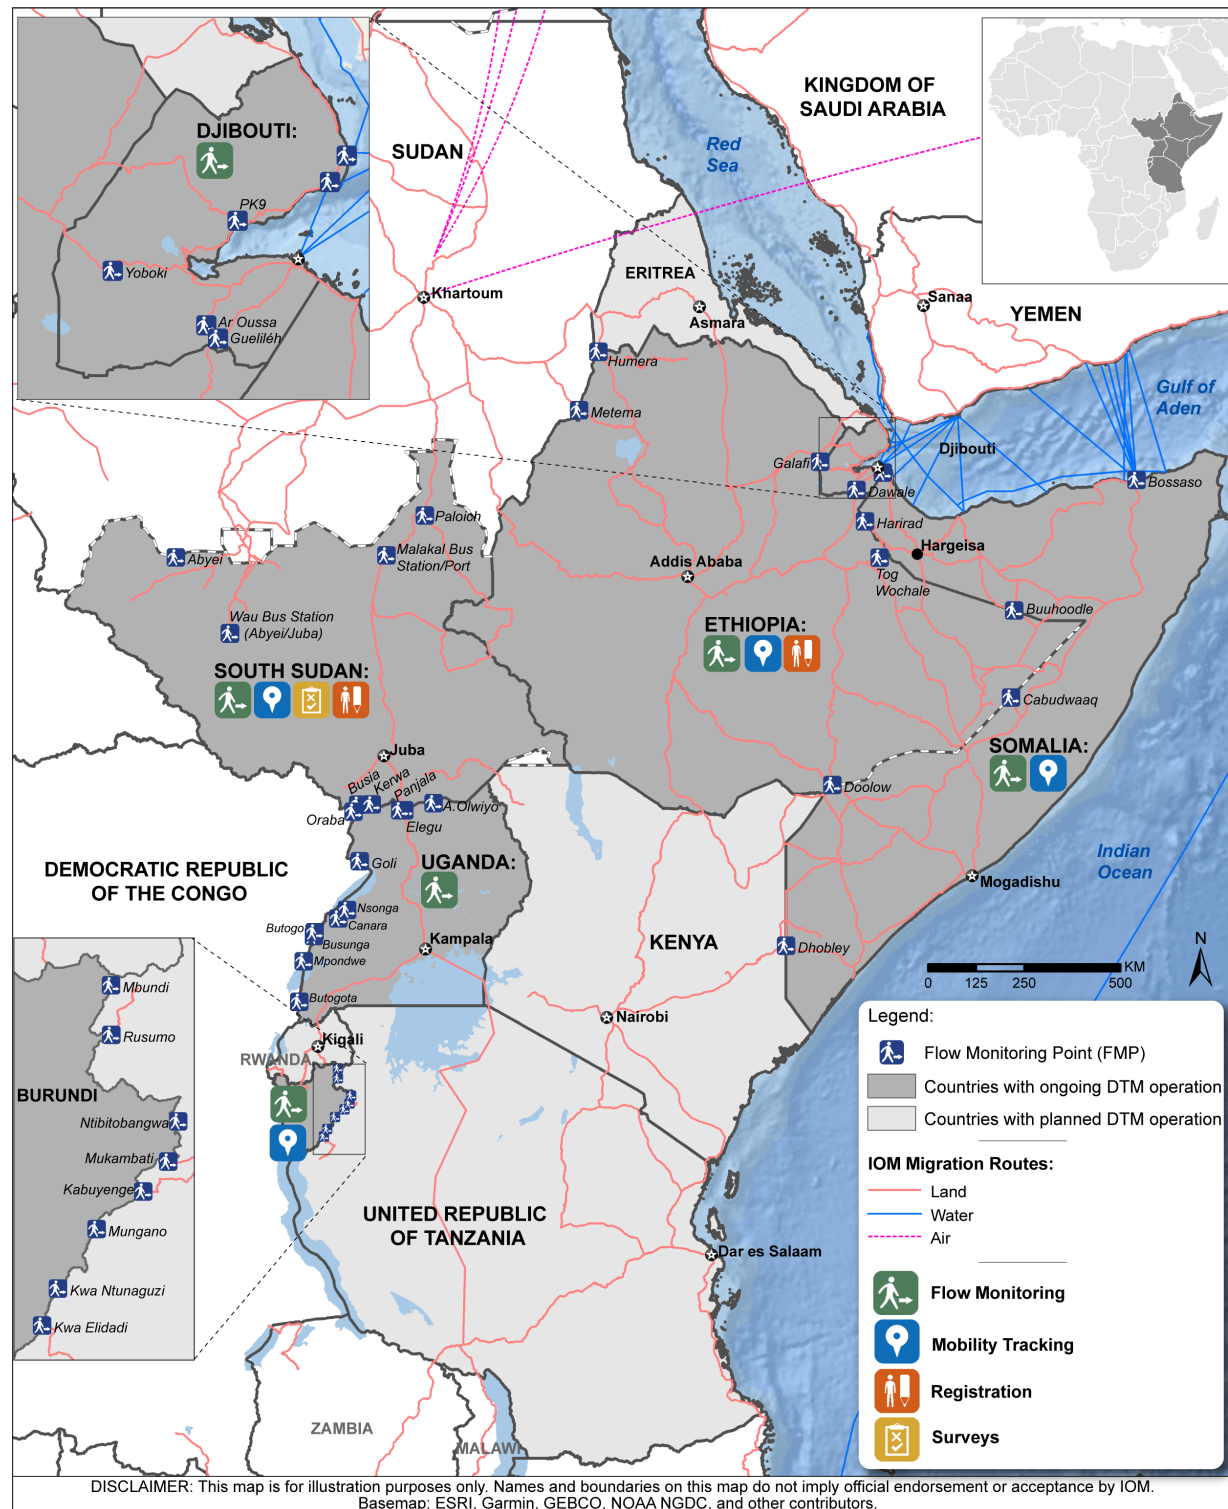 DJIBOUTI:
PK9
Yoboki
Ar Oussa
Gueliléh
SUDAN
KINGDOM OF
SAUDI ARABIA
Red
Sea
Khartoum
ERITREA
Asmara
Sanaa
YEMEN
Humera
Metema
Gulf of
Aden
Galafi
Djibouti
Dawale
Bossaso
Harirad
Hargeisa
Tog
Wochale
Buuhoodle
Paloich
Abyei
Malakal Bus
Station/Port
Addis Ababa
Wau Bus Station
(Abyei/Juba)
ETHIOPIA:
SOUTH SUDAN:
Cabudwaaq
SOMALIA:
Juba
Busia
Kerwa
Panjala
A.Olwiyo
Oraba
Elegu
Doolow
Goli
UGANDA:
DEMOCRATIC REPUBLIC
OF THE CONGO
Indian
Ocean
Mogadishu
Nsonga
Canara
Butogo
Busunga
Mpondwe
Kampala
KENYA
Dhobley
Butogota
Nairobi
Kigali
RWANDA
N
KM
0 125 250 500
Mbundi
Rusumo
BURUNDI
Ntibitobangwa
Mukambati
Kabuyenge
Mungano
Kwa Ntunaguzi
Kwa Elidadi
UNITED REPUBLIC
OF TANZANIA
Dar es Salaam
ZAMBIA
MALAWI
Legend:
Flow Monitoring Point (FMP)
Countries with ongoing DTM operation
Countries with planned DTM operation
IOM Migration Routes:
Land
Water
Air
Flow Monitoring
Mobility Tracking
Registration
Surveys
DISCLAIMER: This map is for illustration purposes only. Names and boundaries on this map do not imply official endorsement or acceptance by IOM.
Basemap: ESRI, Garmin, GEBCO, NOAA NGDC, and other contributors.